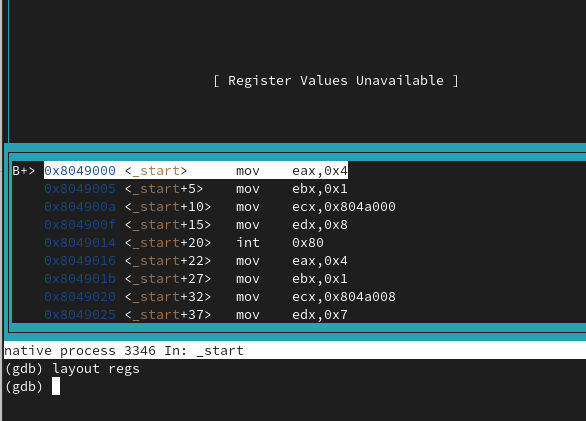 [ Register Values Unavailable ]
B+> 0x8049000 <_start> mov eax,0x4
0x8049005 <_start+5> mov ebx,0x1
0x804900a <_start+10> mov ecx,0x804a000
0x804900f <_start+15> mov edx,0x8
0x8049014 <_start+20> int 0x80
0x8049016 <_start+22> mov eax,0x4
0x804901b <_start+27> mov ebx,0x1
0x8049020 <_start+32> mov ecx,0x804a008
0x8049025 <_start+37> mov edx,0x7
native process 3346 In: _start
(gdb) layout regs
(gdb)